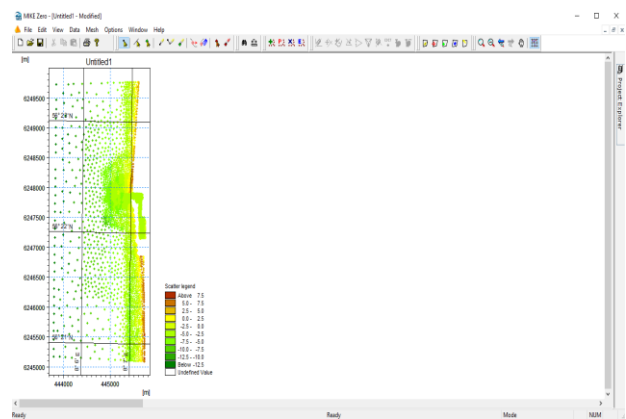 MIKE Zero - [Untitled1 - Modified]
File Edit View Data Mesh Options Window Help
Project Explorer
[m]
Untitled1
6249500
6249000
6248500
6248000
6247500
6247000
6246500
6246000
6245500
6245000
444000 445000
[m]
Scatter legend
Above 7.5
5.0 - 7.5
2.5 - 5.0
0.0 - 2.5
-2.5 - 0.0
-5.0 - -2.5
-7.5 - -5.0
-10.0 - -7.5
-12.5 - -10.0
Below -12.5
Undefined Value
Ready Ready Mode NUM